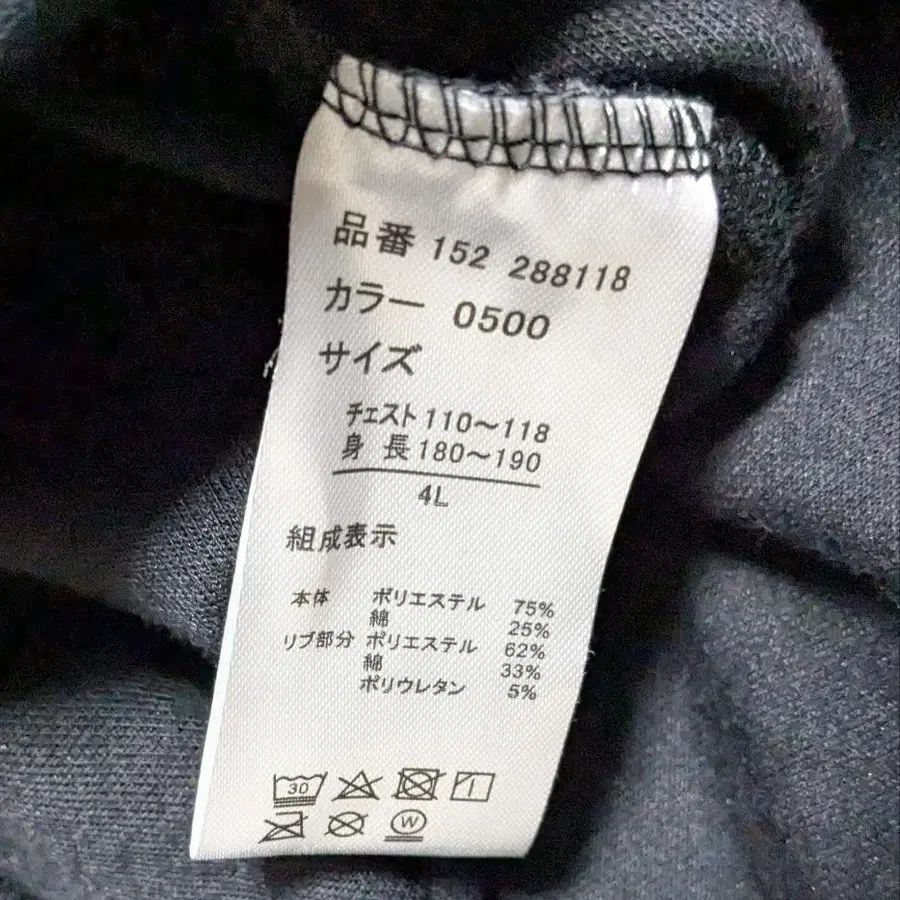 品番 152 288118
カラー 0500
サイズ
チェスト 110～118
身長 180～190
4L
組成表示
本体 ポリエステル 75%
綿 25%
リブ部分 ポリエステル 62%
綿 33%
ポリウレタン 5%
30
W